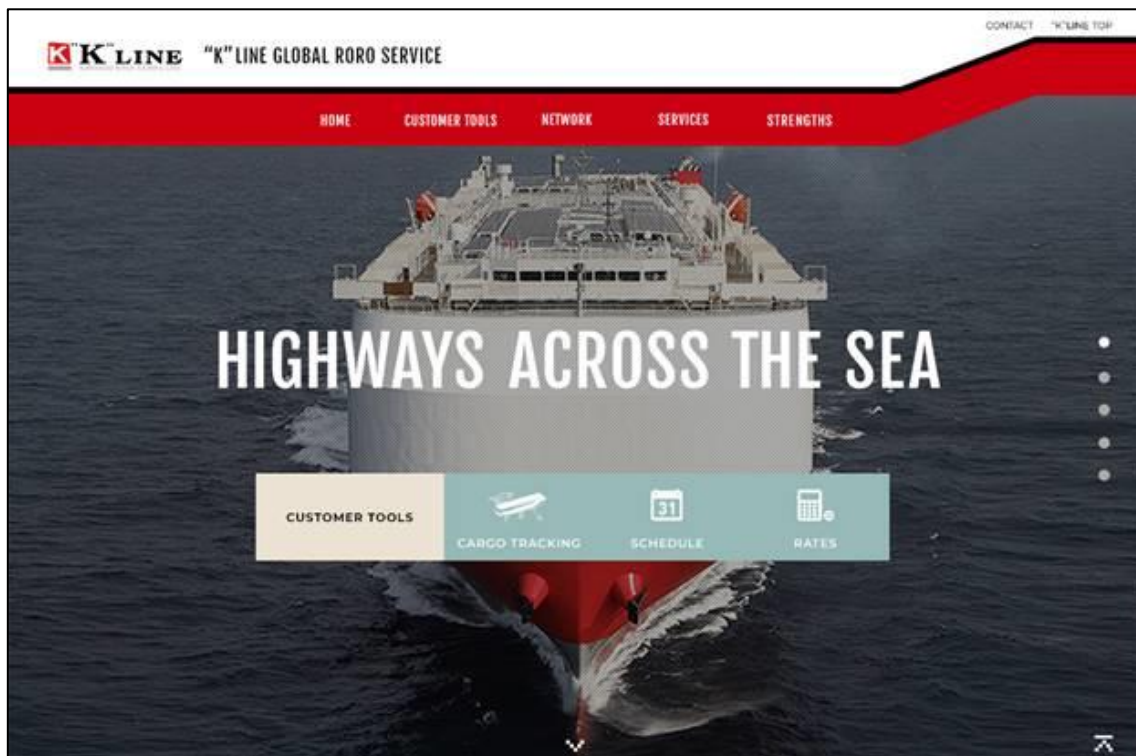 CONTACT "K"LINE TOP
K "K" LINE "K" LINE GLOBAL RORO SERVICE
HOME CUSTOMER TOOLS NETWORK SERVICES STRENGTHS
HIGHWAYS ACROSS THE SEA
CUSTOMER TOOLS
31
CARGO TRACKING SCHEDULE RATES